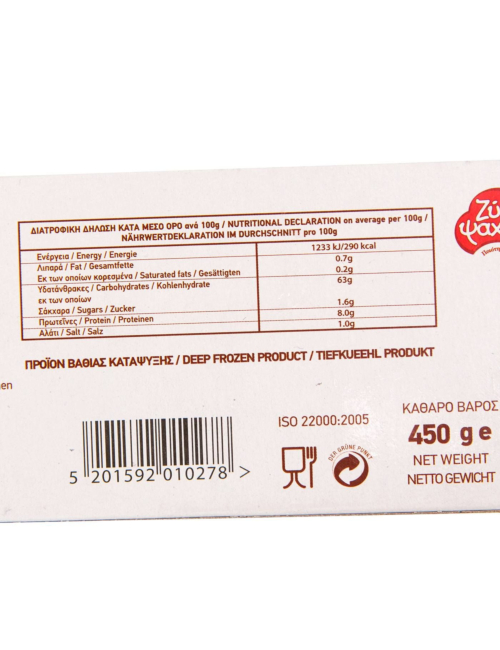 ΔΙΑΤΡΟΦΙΚΗ ΔΗΛΩΣΗ ΚΑΤΑ ΜΕΣΟ ΟΡΟ ανά 100g / NUTRITIONAL DECLARATION on average per 100g /
NÄHRWERTDEKLARATION IM DURCHSCHNITT pro 100g
Ενέργεια / Energy / Energie 1233 kJ/290 kcal
Λιπαρά / Fat / Gesamtfette 0.7g
Εκ των οποίων κορεσμένα / Saturated fats / Gesättigten 0.2g
Υδατάνθρακες / Carbohydrates / Kohlenhydrate 63g
εκ των οποίων
Σάκχαρα / Sugars / Zucker 1.6g
Πρωτεΐνες / Protein / Proteinen 8.0g
Αλάτι / Salt / Salz 1.0g
ΠΡΟΪΟΝ ΒΑΘΙΑΣ ΚΑΤΑΨΥΞΗΣ / DEEP FROZEN PRODUCT / TIEFKUEEHL PRODUKT
ISO 22000:2005
DER GRÜNE PUNKT
5 201592 010278 >
ΚΑΘΑΡΟ ΒΑΡΟΣ
450 g e
NET WEIGHT
NETTO GEWICHT